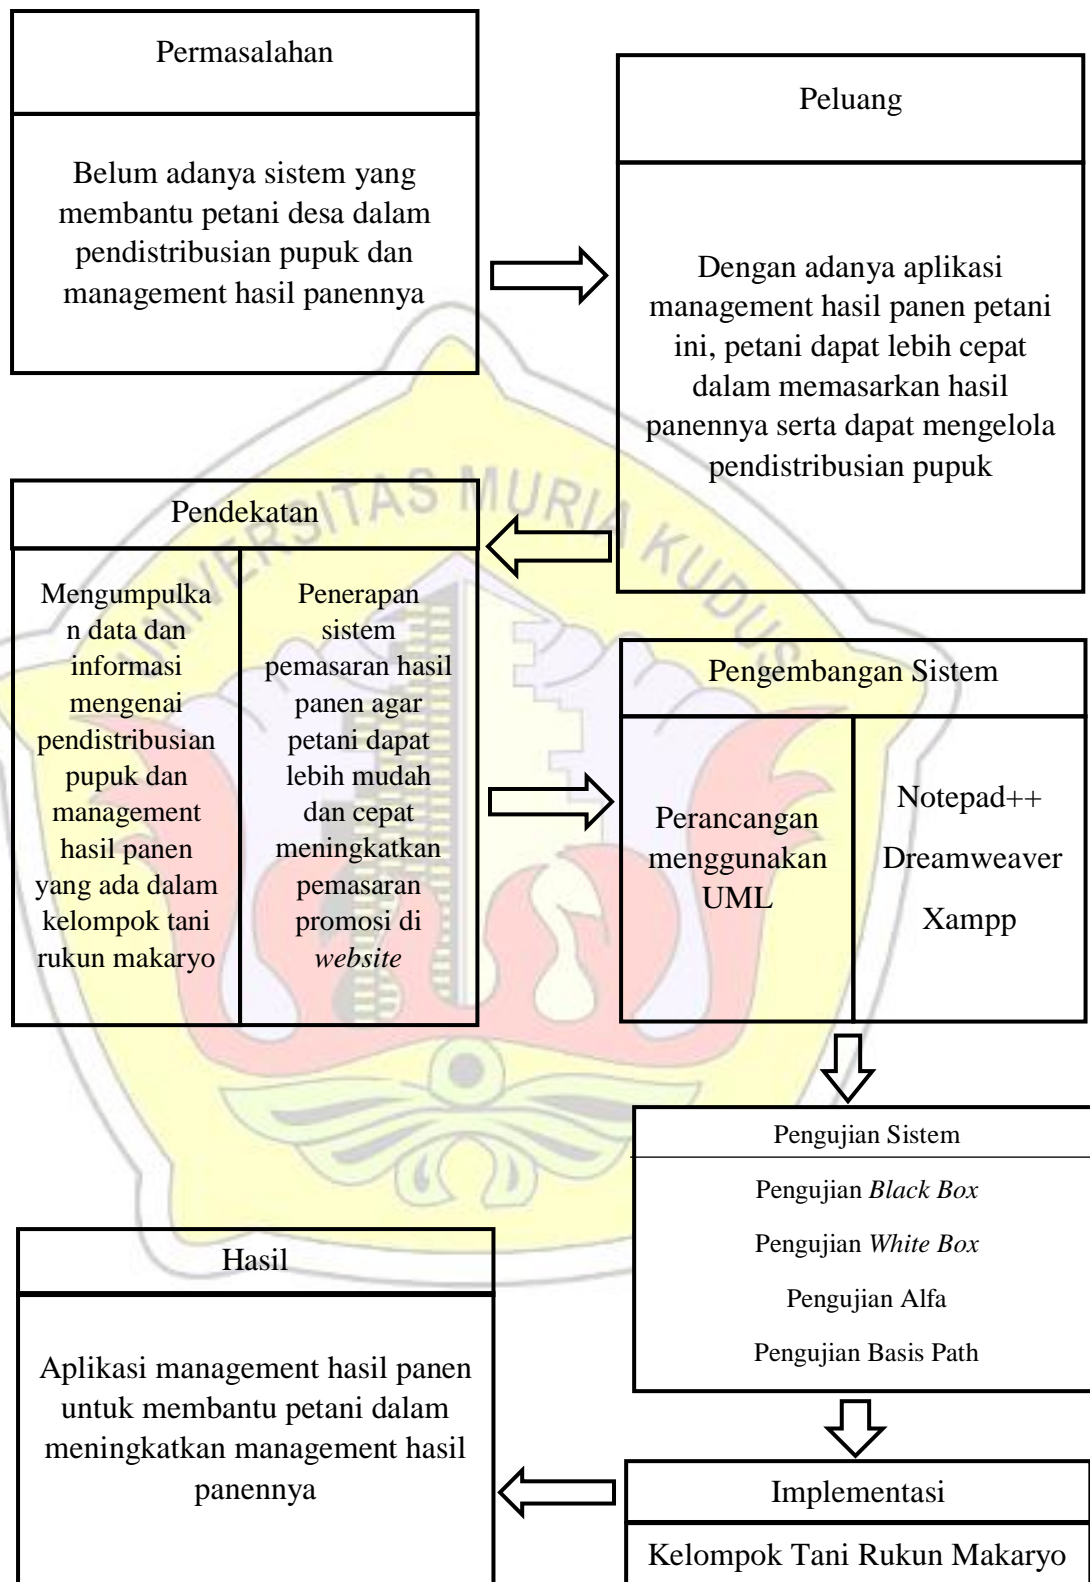 Permasalahan
Belum adanya sistem yang
membantu petani desa dalam
pendistribusian pupuk dan
management hasil panennya
Peluang
Dengan adanya aplikasi
management hasil panen petani
ini, petani dapat lebih cepat
dalam memasarkan hasil
panennya serta dapat mengelola
pendistribusian pupuk
Pendekatan
Mengumpulka
n data dan
informasi
mengenai
pendistribusian
pupuk dan
management
hasil panen
yang ada dalam
kelompok tani
rukun makaryo
Penerapan
sistem
pemasaran hasil
panen agar
petani dapat
lebih mudah
dan cepat
meningkatkan
pemasaran
promosi di
website
Pengembangan Sistem
Perancangan
menggunakan
UML
Notepad++
Dreamweaver
Xampp
Pengujian Sistem
Pengujian Black Box
Pengujian White Box
Pengujian Alfa
Pengujian Basis Path
Implementasi
Kelompok Tani Rukun Makaryo
Hasil
Aplikasi management hasil panen
untuk membantu petani dalam
meningkatkan management hasil
panennya
UNIVERSITAS MURIA KUDUS